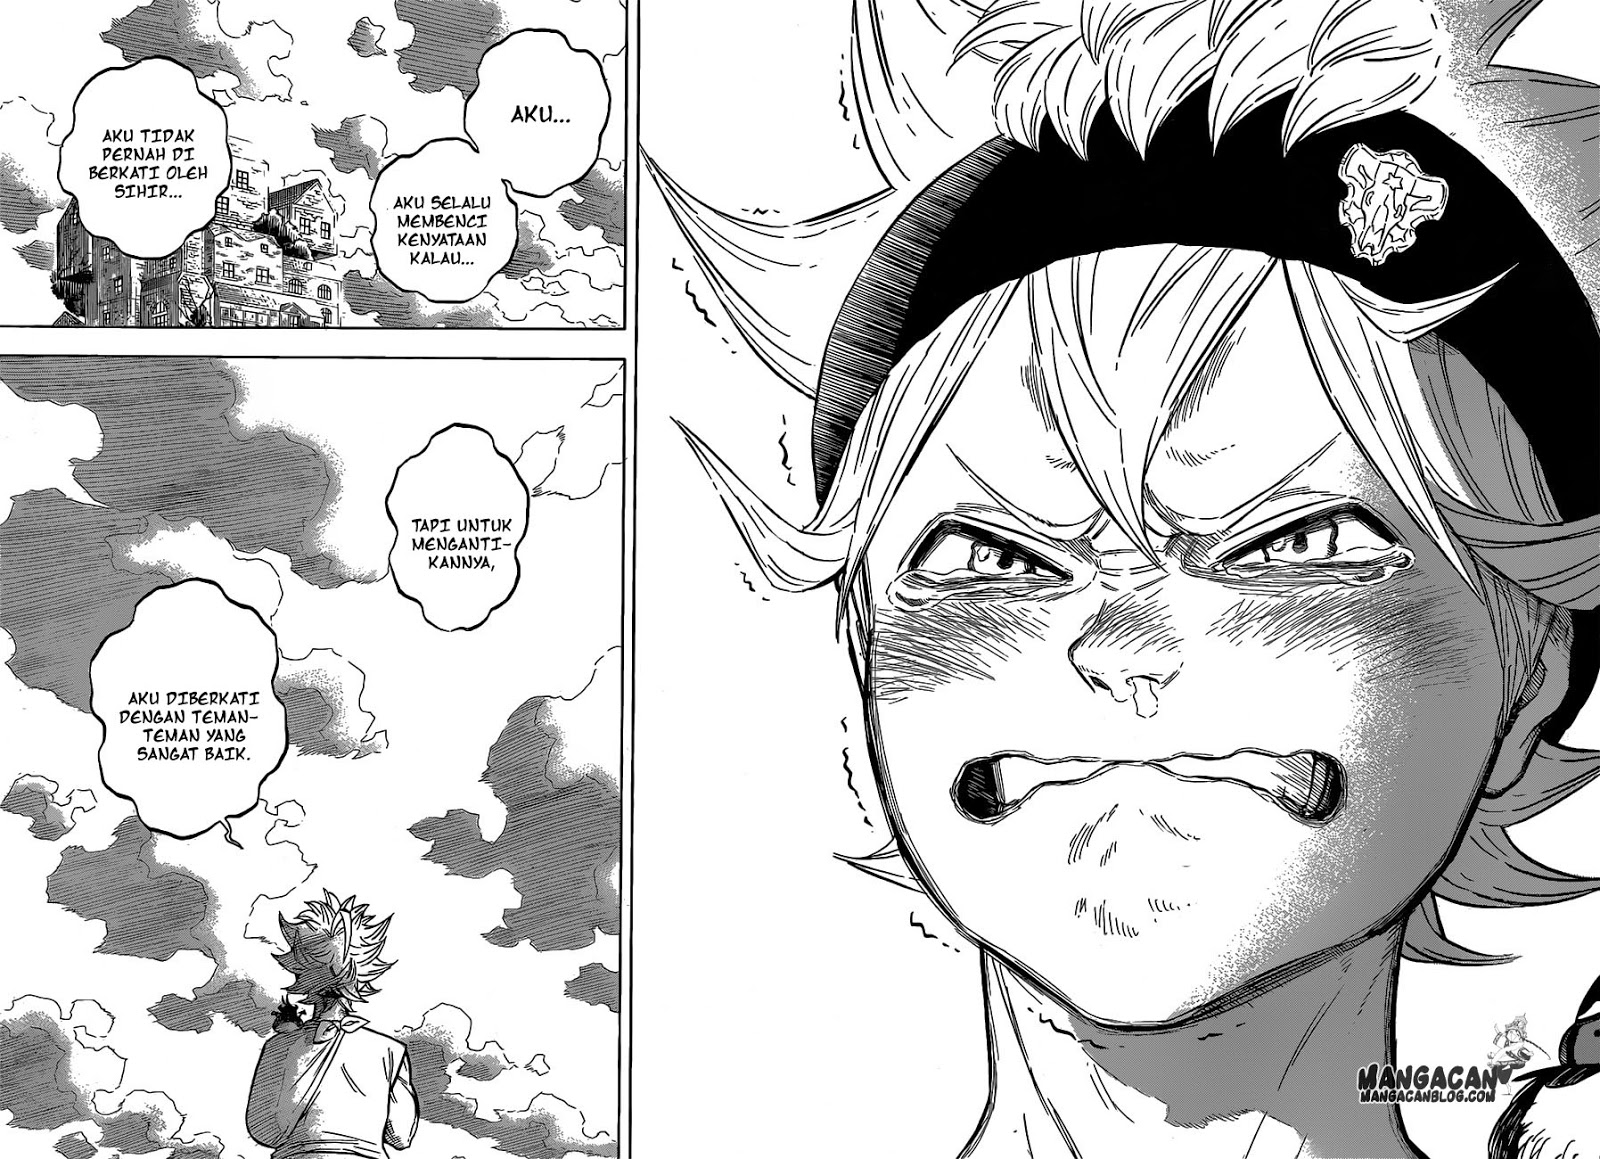 AKU...
AKU SELALU
MEMBENCI
KENYATAAN
KALAU...
AKU TIDAK
PERNAH DI
BERKATI OLEH
SIHIR...
TAPI UNTUK
MENGANTI-
KANNYA,
AKU DIBERKATI
DENGAN TEMAN-
TEMAN YANG
SANGAT BAIK.
MANGACAN
MANGACANBLOG.COM